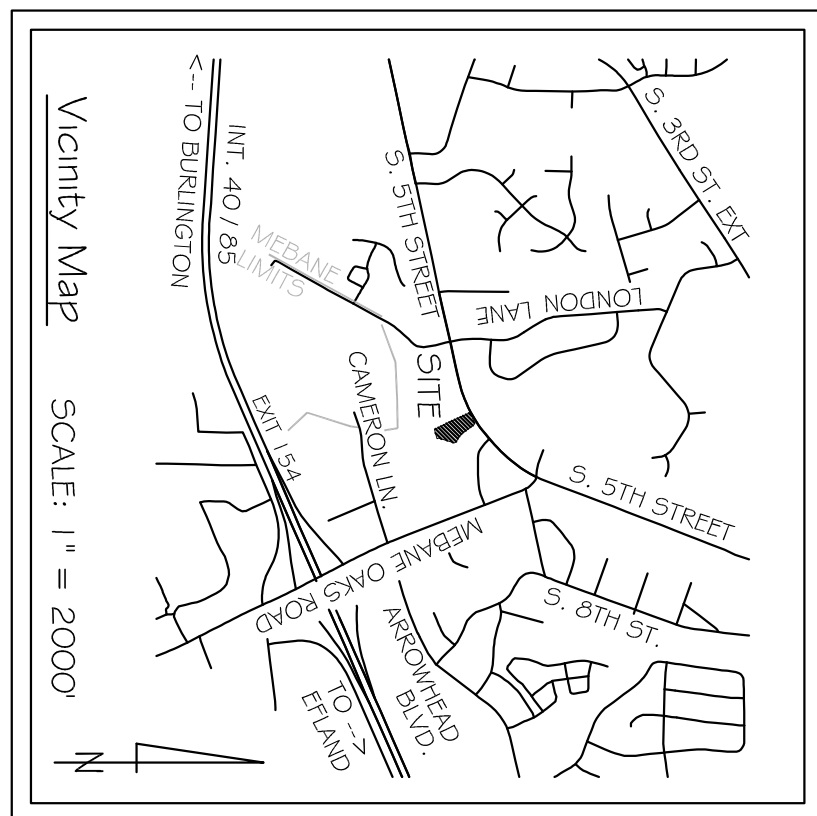 Vicinity Map
SCALE: 1" = 2000'
N
<-- TO BURLINGTON
INT. 40 / 85
MEBANE
LIMITS
S. 5TH STREET
S. 3RD ST. EXT
LONDON LANE
SITE
CAMERON LN.
EXIT 154
MEBANE OAKS ROAD
S. 5TH STREET
S. 8TH ST.
ARROWHEAD
BLVD.
TO -->
EFLAND